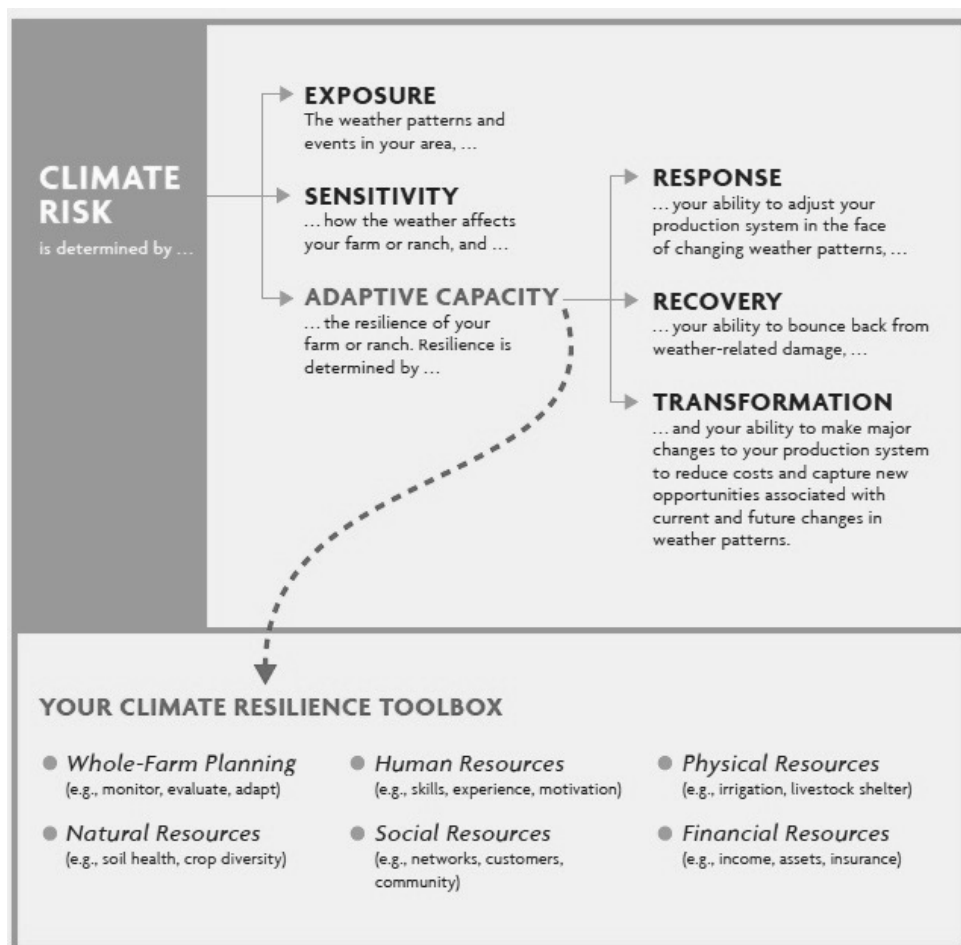 CLIMATE
RISK
is determined by ...
EXPOSURE
The weather patterns and
events in your area, ...
SENSITIVITY
... how the weather affects
your farm or ranch, and ...
ADAPTIVE CAPACITY
... the resilience of your
farm or ranch. Resilience is
determined by ...
RESPONSE
... your ability to adjust your
production system in the face
of changing weather patterns, ...
RECOVERY
... your ability to bounce back from
weather-related damage, ...
TRANSFORMATION
... and your ability to make major
changes to your production system
to reduce costs and capture new
opportunities associated with
current and future changes in
weather patterns.
YOUR CLIMATE RESILIENCE TOOLBOX
● Whole-Farm Planning
(e.g., monitor, evaluate, adapt)
● Natural Resources
(e.g., soil health, crop diversity)
● Human Resources
(e.g., skills, experience, motivation)
● Social Resources
(e.g., networks, customers,
community)
● Physical Resources
(e.g., irrigation, livestock shelter)
● Financial Resources
(e.g., income, assets, insurance)